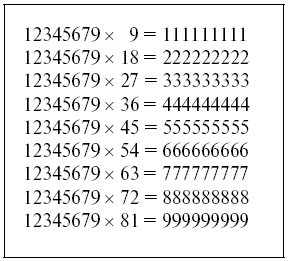 12345679 × 9 = 111111111
12345679 × 18 = 222222222
12345679 × 27 = 333333333
12345679 × 36 = 444444444
12345679 × 45 = 555555555
12345679 × 54 = 666666666
12345679 × 63 = 777777777
12345679 × 72 = 888888888
12345679 × 81 = 999999999